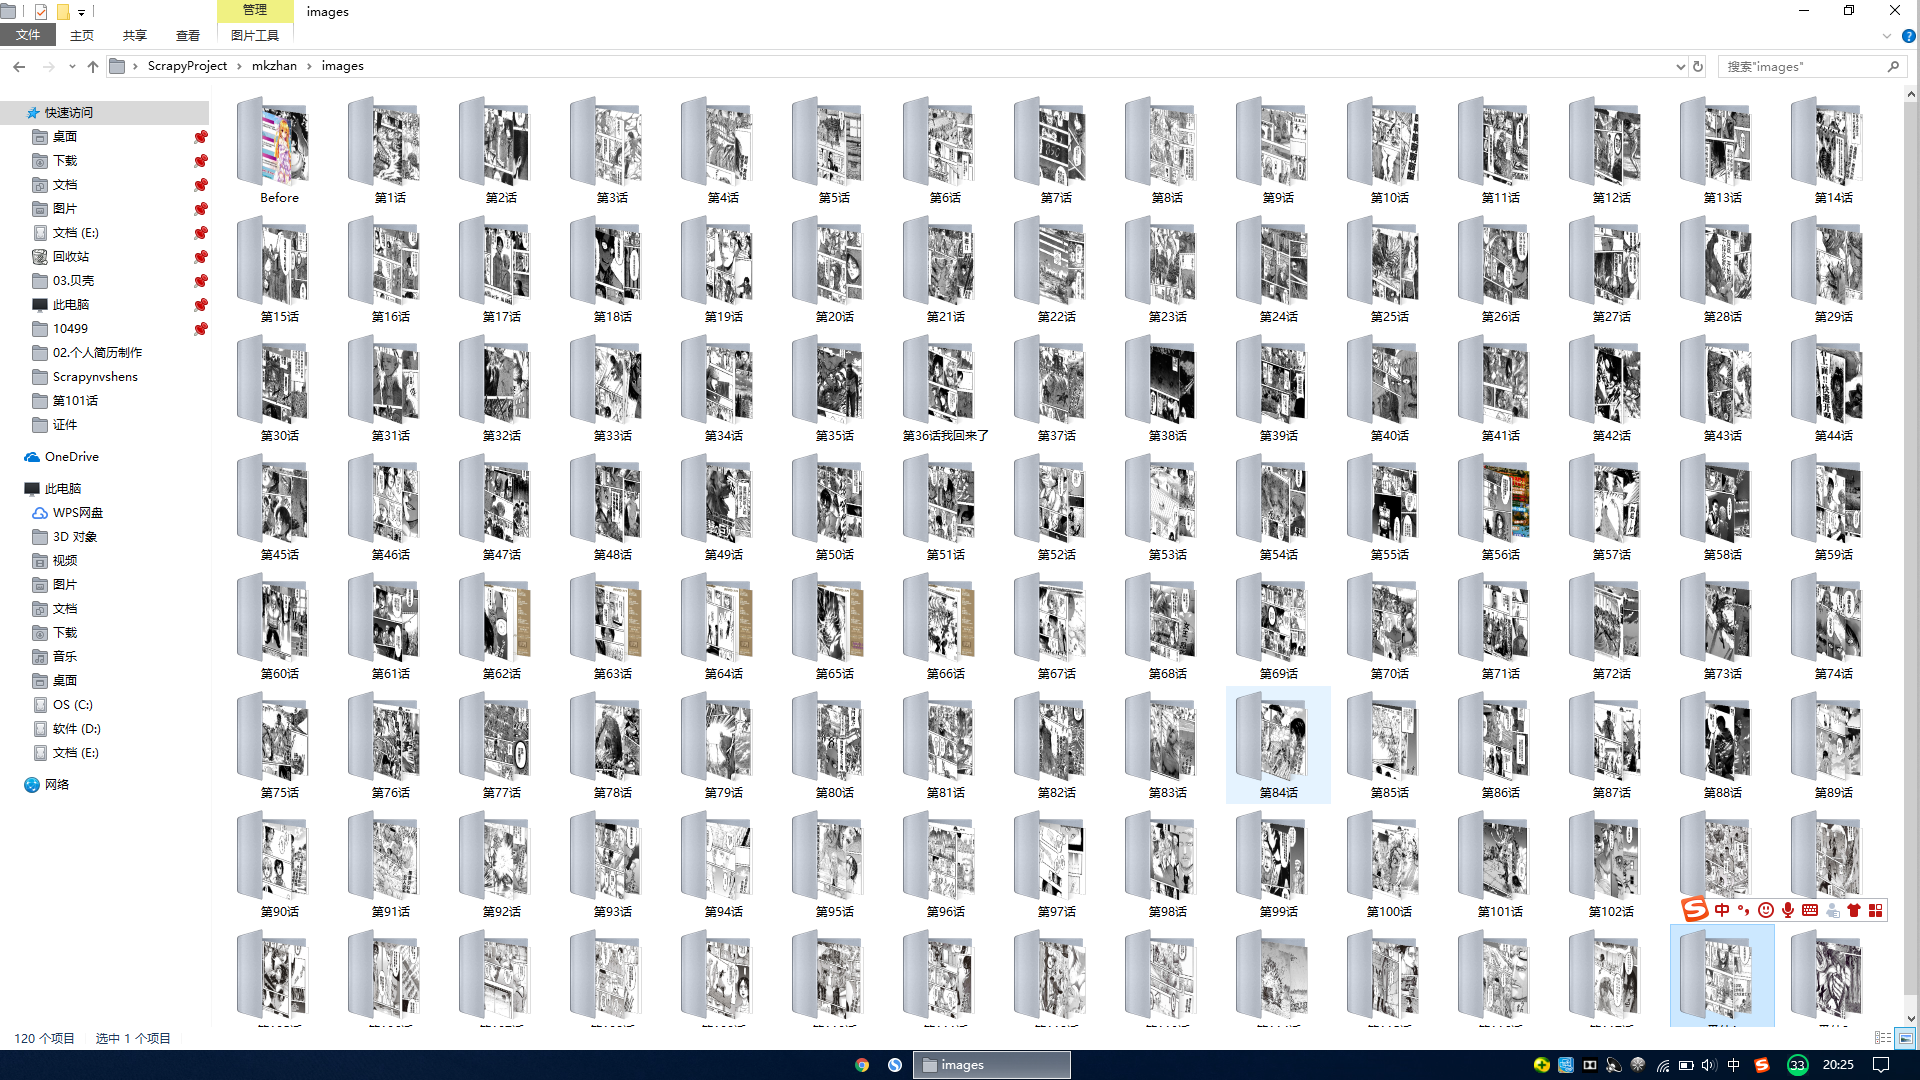 管理
images
文件
主页
共享
查看
图片工具
ScrapyProject
mkzhan
images
搜索"images"
快速访问
桌面
下载
文档
图片
文档 (E:)
回收站
03.贝壳
此电脑
10499
02.个人简历制作
Scrapynvshens
第101话
证件
OneDrive
此电脑
WPS网盘
3D 对象
视频
图片
文档
下载
音乐
桌面
OS (C:)
软件 (D:)
文档 (E:)
网络
Before 第1话 第2话 第3话 第4话 第5话 第6话 第7话 第8话 第9话 第10话 第11话 第12话 第13话 第14话
第15话 第16话 第17话 第18话 第19话 第20话 第21话 第22话 第23话 第24话 第25话 第26话 第27话 第28话 第29话
第30话 第31话 第32话 第33话 第34话 第35话 第36话我回来了 第37话 第38话 第39话 第40话 第41话 第42话 第43话 第44话
第45话 第46话 第47话 第48话 第49话 第50话 第51话 第52话 第53话 第54话 第55话 第56话 第57话 第58话 第59话
第60话 第61话 第62话 第63话 第64话 第65话 第66话 第67话 第68话 第69话 第70话 第71话 第72话 第73话 第74话
第75话 第76话 第77话 第78话 第79话 第80话 第81话 第82话 第83话 第84话 第85话 第86话 第87话 第88话 第89话
第90话 第91话 第92话 第93话 第94话 第95话 第96话 第97话 第98话 第99话 第100话 第101话 第102话
中
120 个项目
选中 1 个项目
images
中
33
20:25